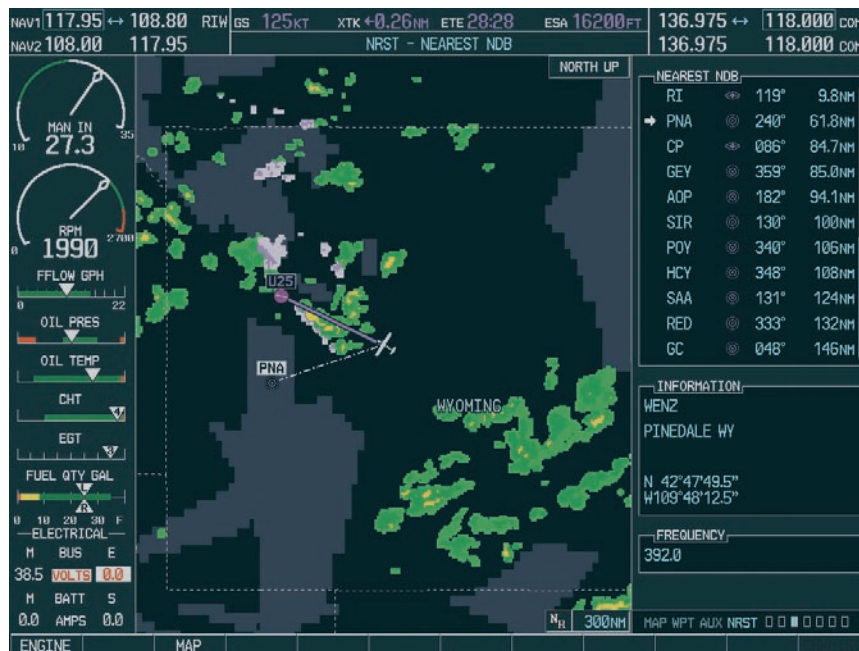 NAV1 117.95 ↔ 108.80 RIW
NAV2 108.00 117.95
GS 125KT XTK ←0.26NM ETE 28:28 ESA 16200FT
NRST - NEAREST NDB
136.975 ↔ 118.000 COM
136.975 118.000 COM
MAN IN
10 27.3 35
RPM
0 1990 2700
FFLOW GPH
0 22
OIL PRES
OIL TEMP
CHT
4
EGT
3
FUEL QTY GAL
L
R
0 10 20 30 F
ELECTRICAL
M BUS E
38.5 VOLTS 0.0
M BATT S
0.0 AMPS 0.0
NORTH UP
U25
PNA
WYOMING
NR 300NM
NEAREST NDB
RI 119° 9.8NM
PNA 240° 61.8NM
CP 086° 84.7NM
GEY 359° 85.0NM
AOP 182° 94.1NM
SIR 130° 100NM
POY 340° 106NM
HCY 348° 108NM
SAA 131° 124NM
RED 333° 132NM
GC 048° 146NM
INFORMATION
WENZ
PINEDALE WY
N 42°47'49.5"
W109°48'12.5"
FREQUENCY
392.0
MAP WPT AUX NRST
ENGINE MAP